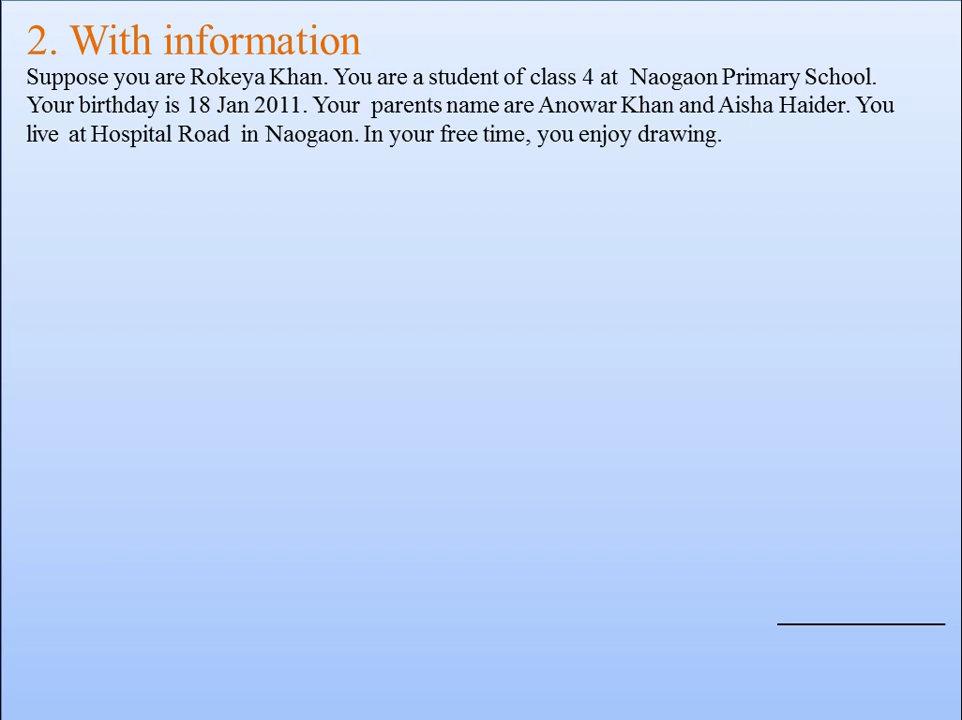 2. With information
Suppose you are Rokeya Khan. You are a student of class 4 at Naogaon Primary School.
Your birthday is 18 Jan 2011. Your parents name are Anowar Khan and Aisha Haider. You
live at Hospital Road in Naogaon. In your free time, you enjoy drawing.